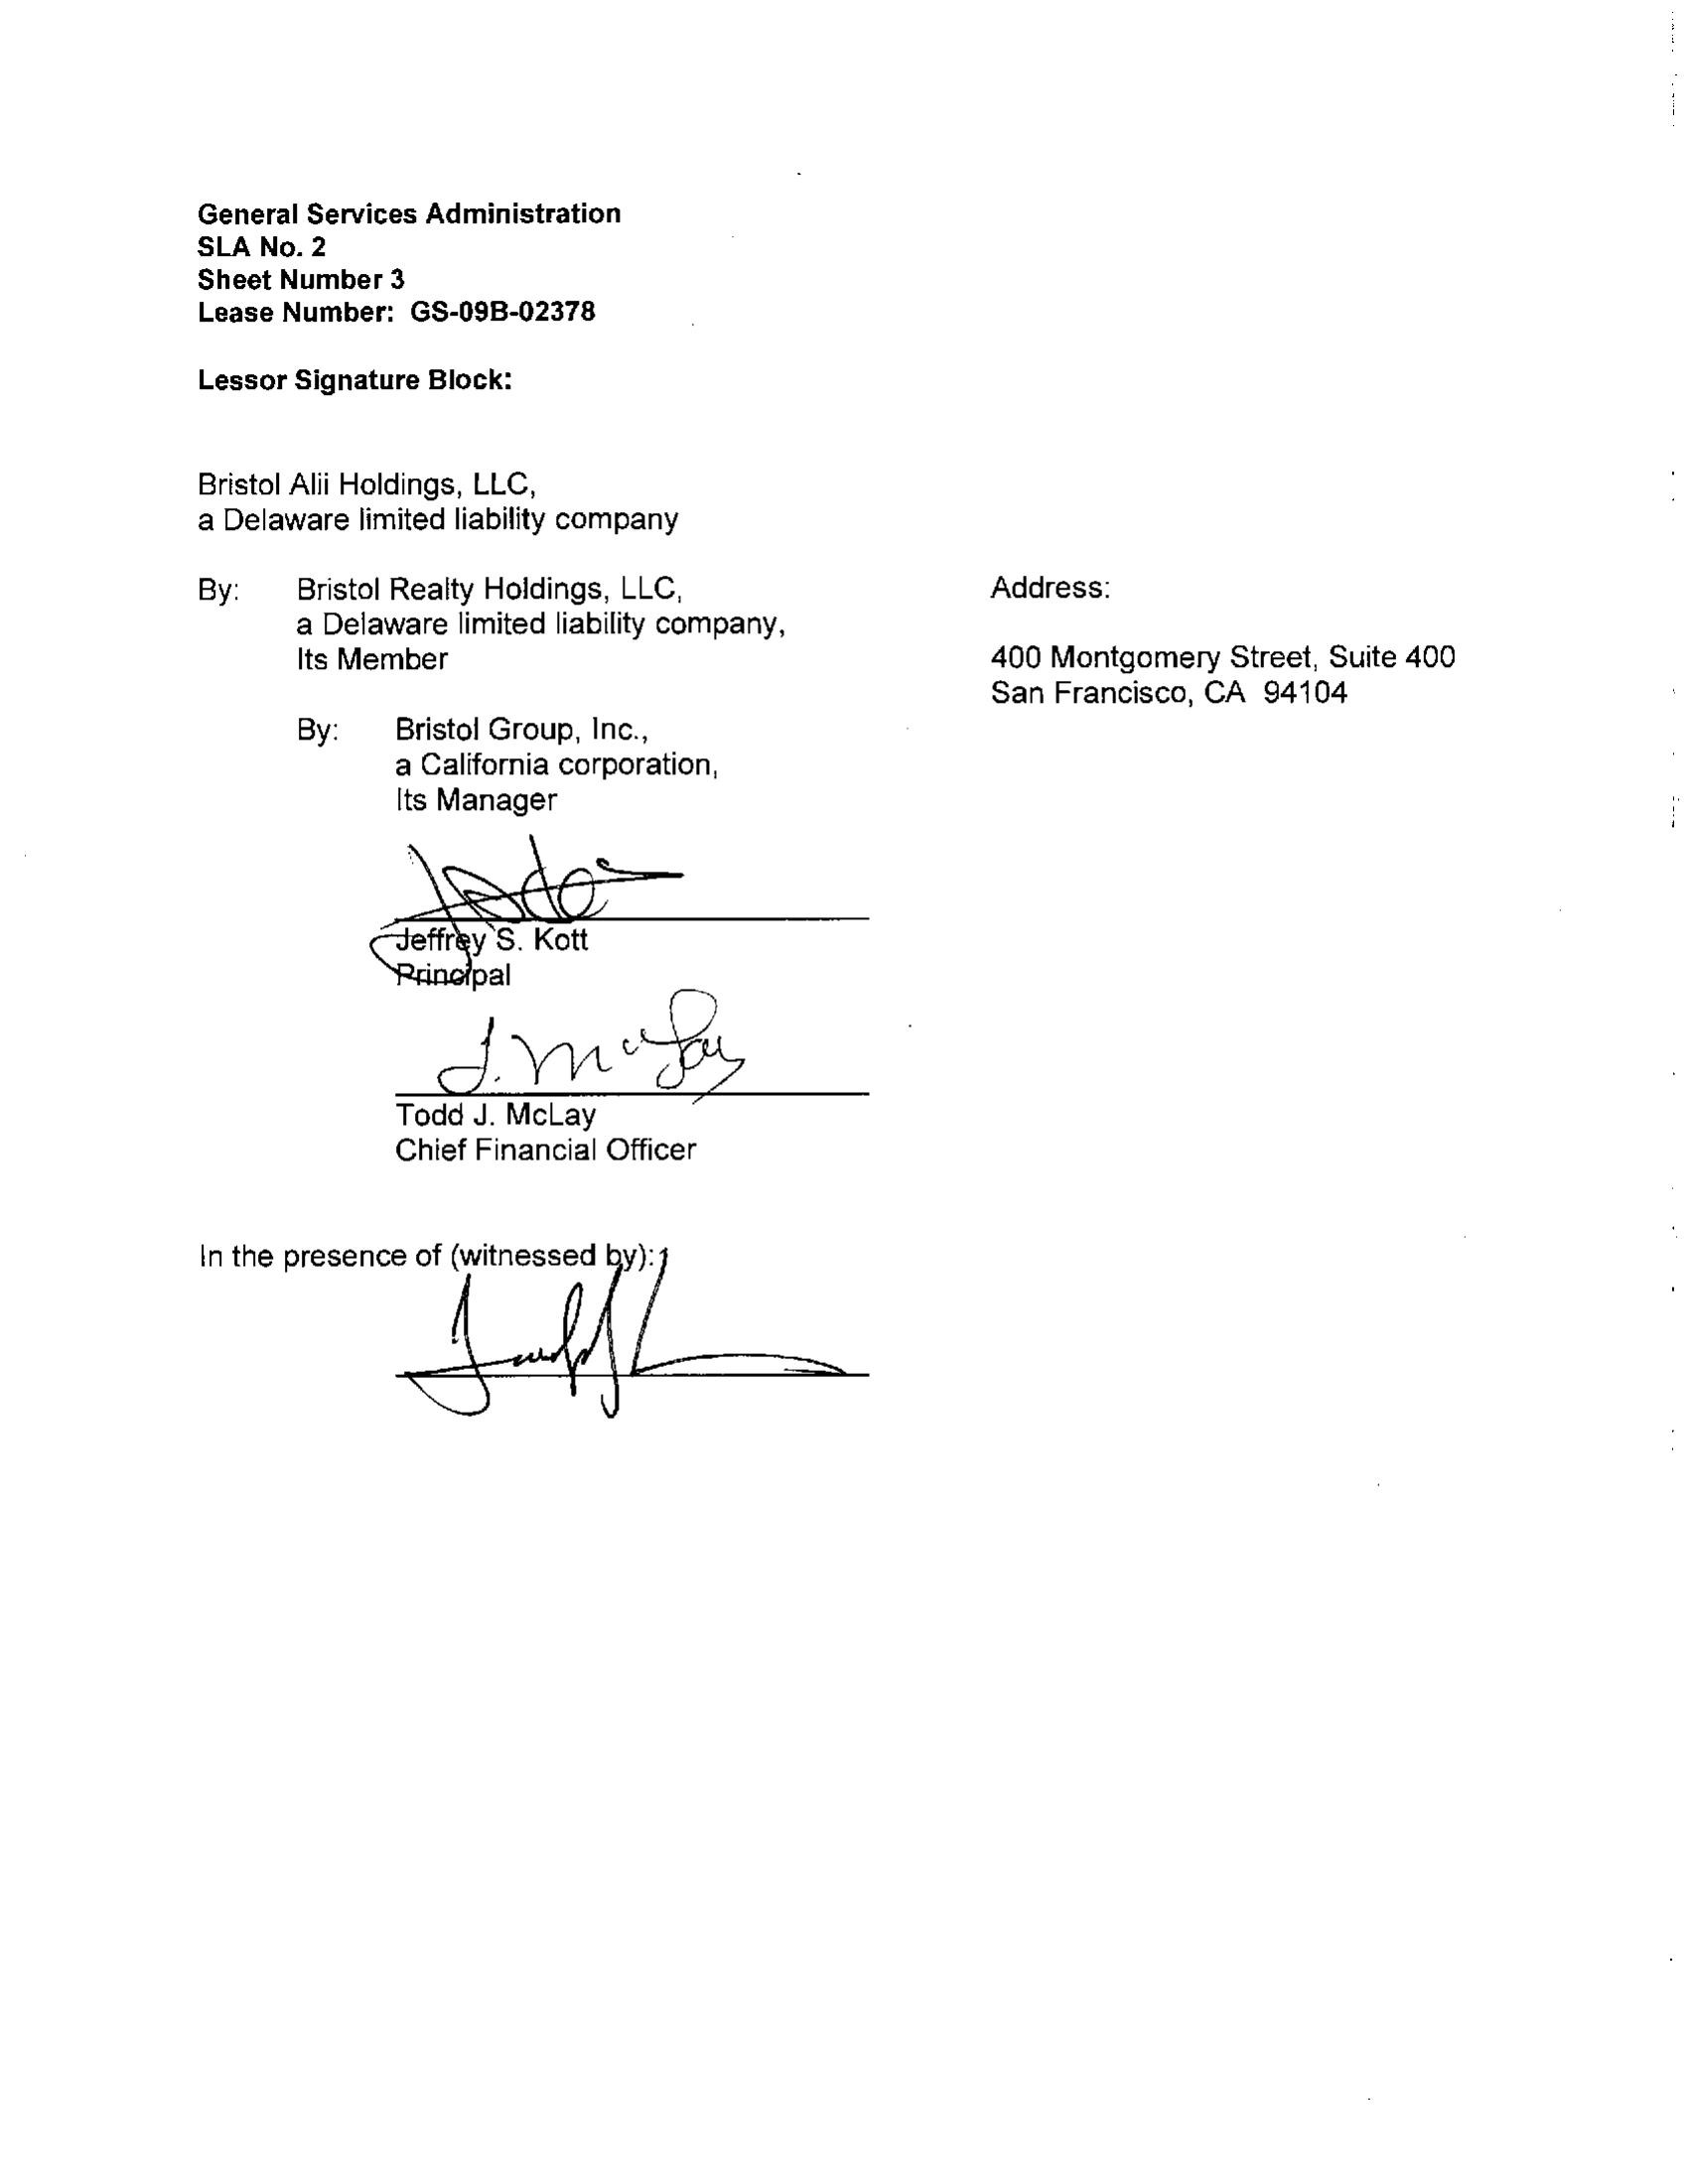 General Services Administration
SLA No. 2
Sheet Number 3
Lease Number: GS-09B-02378
Lessor Signature Block:
Bristol Alii Holdings, LLC,
a Delaware limited liability company
By: Bristol Realty Holdings, LLC,
a Delaware limited liability company,
Its Member
Address:
400 Montgomery Street, Suite 400
San Francisco, CA 94104
By: Bristol Group, Inc.,
a California corporation,
Its Manager
Jeffrey S. Kott
Principal
J. McLay
Todd J. McLay
Chief Financial Officer
In the presence of (witnessed by):